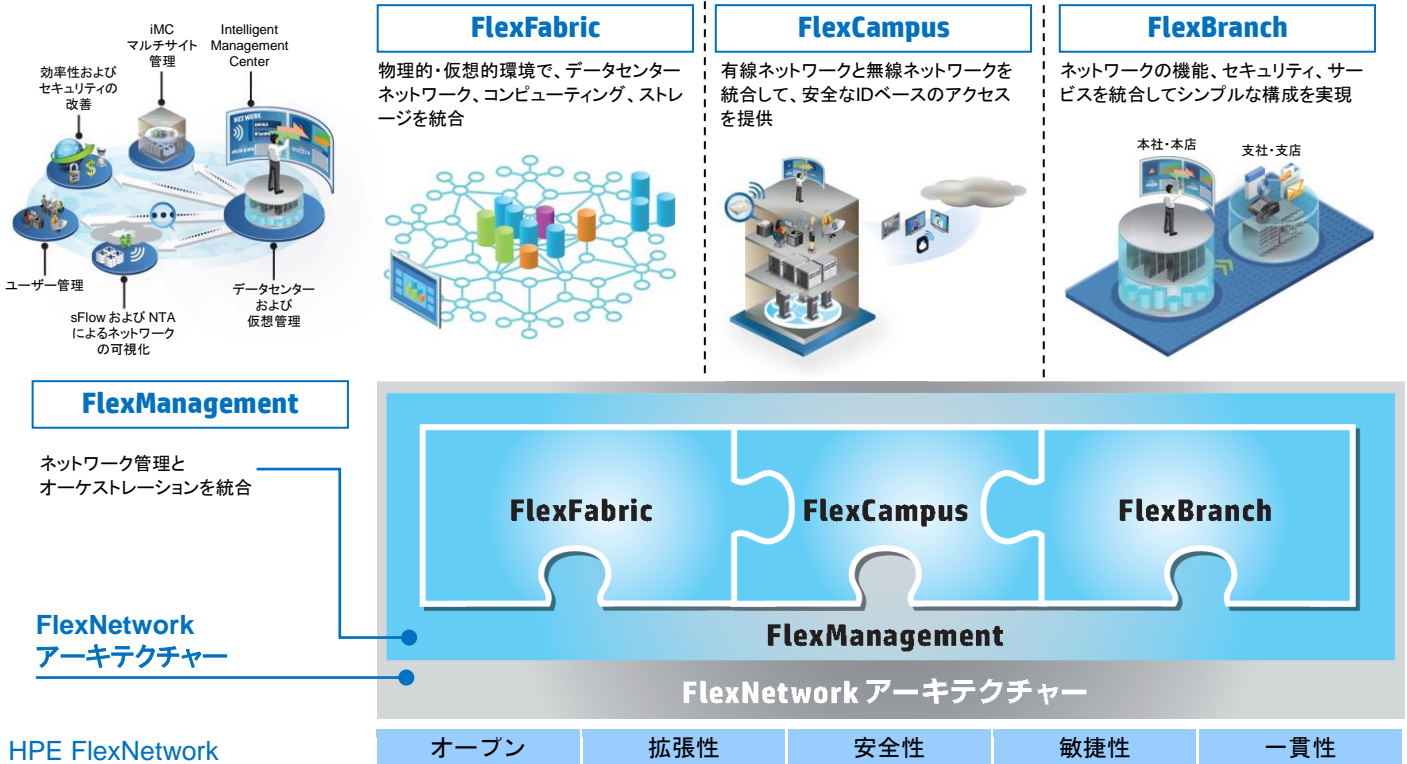 iMC
マルチサイト
管理
Intelligent
Management
Center
効率性および
セキュリティの
改善
ユーザー管理
sFlow および NTA
によるネットワーク
の可視化
データセンター
および
仮想管理
FlexFabric
物理的・仮想的環境で、データセンター
ネットワーク、コンピューティング、ストレ
ージを統合
FlexCampus
有線ネットワークと無線ネットワークを
統合して、安全なIDベースのアクセス
を提供
FlexBranch
ネットワークの機能、セキュリティ、サー
ビスを統合してシンプルな構成を実現
本社・本店
支社・支店
NETWORK
FlexManagement
ネットワーク管理と
オーケストレーションを統合
FlexFabric
FlexCampus
FlexBranch
FlexManagement
FlexNetwork
アーキテクチャー
FlexNetwork アーキテクチャー
HPE FlexNetwork
オープン
拡張性
安全性
敏捷性
一貫性